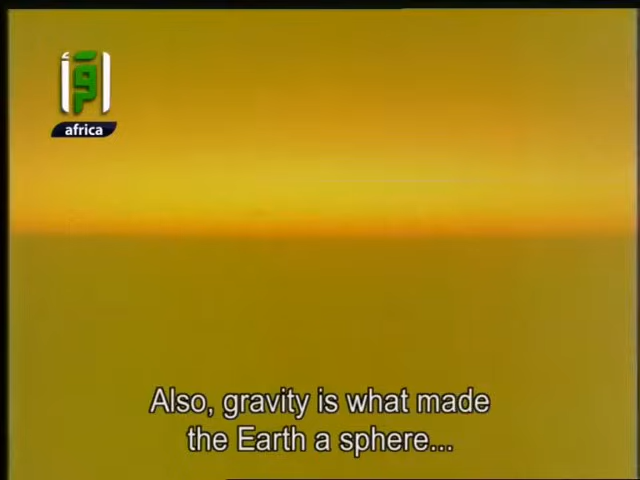 اقرأ
africa
Also, gravity is what made
the Earth a sphere...